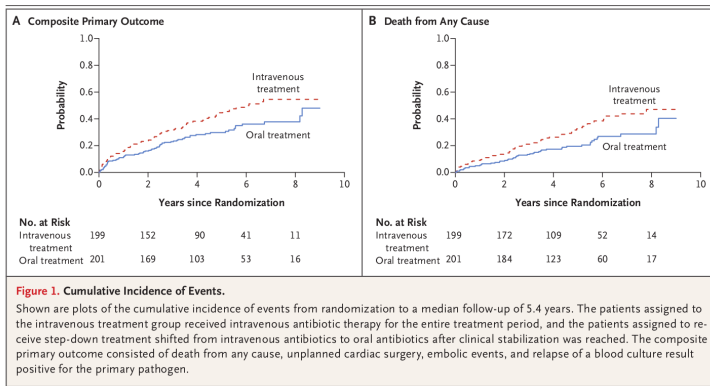 A Composite Primary Outcome
1.0
0.8
0.6
0.4
0.2
0.0
Probability
Intravenous
treatment
Oral treatment
0 2 4 6 8 10
Years since Randomization
No. at Risk
Intravenous
treatment
199 152 90 41 11
Oral treatment 201 169 103 53 16
B Death from Any Cause
1.0
0.8
0.6
0.4
0.2
0.0
Probability
Intravenous
treatment
Oral treatment
0 2 4 6 8 10
Years since Randomization
No. at Risk
Intravenous
treatment
199 172 109 52 14
Oral treatment 201 184 123 60 17
Figure 1. Cumulative Incidence of Events.
Shown are plots of the cumulative incidence of events from randomization to a median follow-up of 5.4 years. The patients assigned to
the intravenous treatment group received intravenous antibiotic therapy for the entire treatment period, and the patients assigned to re-
ceive step-down treatment shifted from intravenous antibiotics to oral antibiotics after clinical stabilization was reached. The composite
primary outcome consisted of death from any cause, unplanned cardiac surgery, embolic events, and relapse of a blood culture result
positive for the primary pathogen.